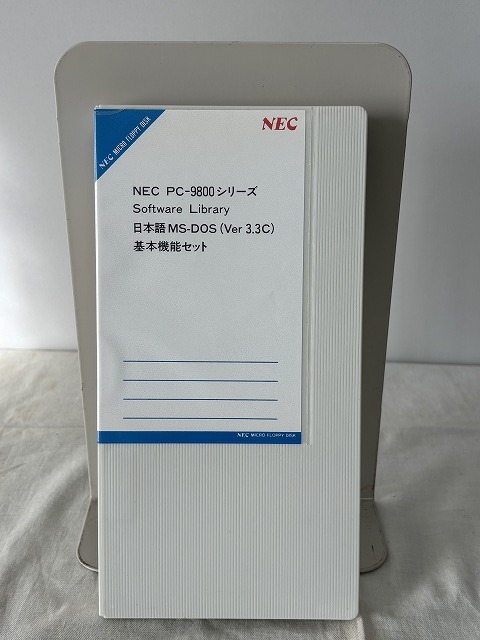 NEC MICRO FLOPPY DISK
NEC
NEC PC-9800シリーズ
Software Library
日本語MS-DOS(Ver 3.3C)
基本機能セット
NEC MICRO FLOPPY DISK